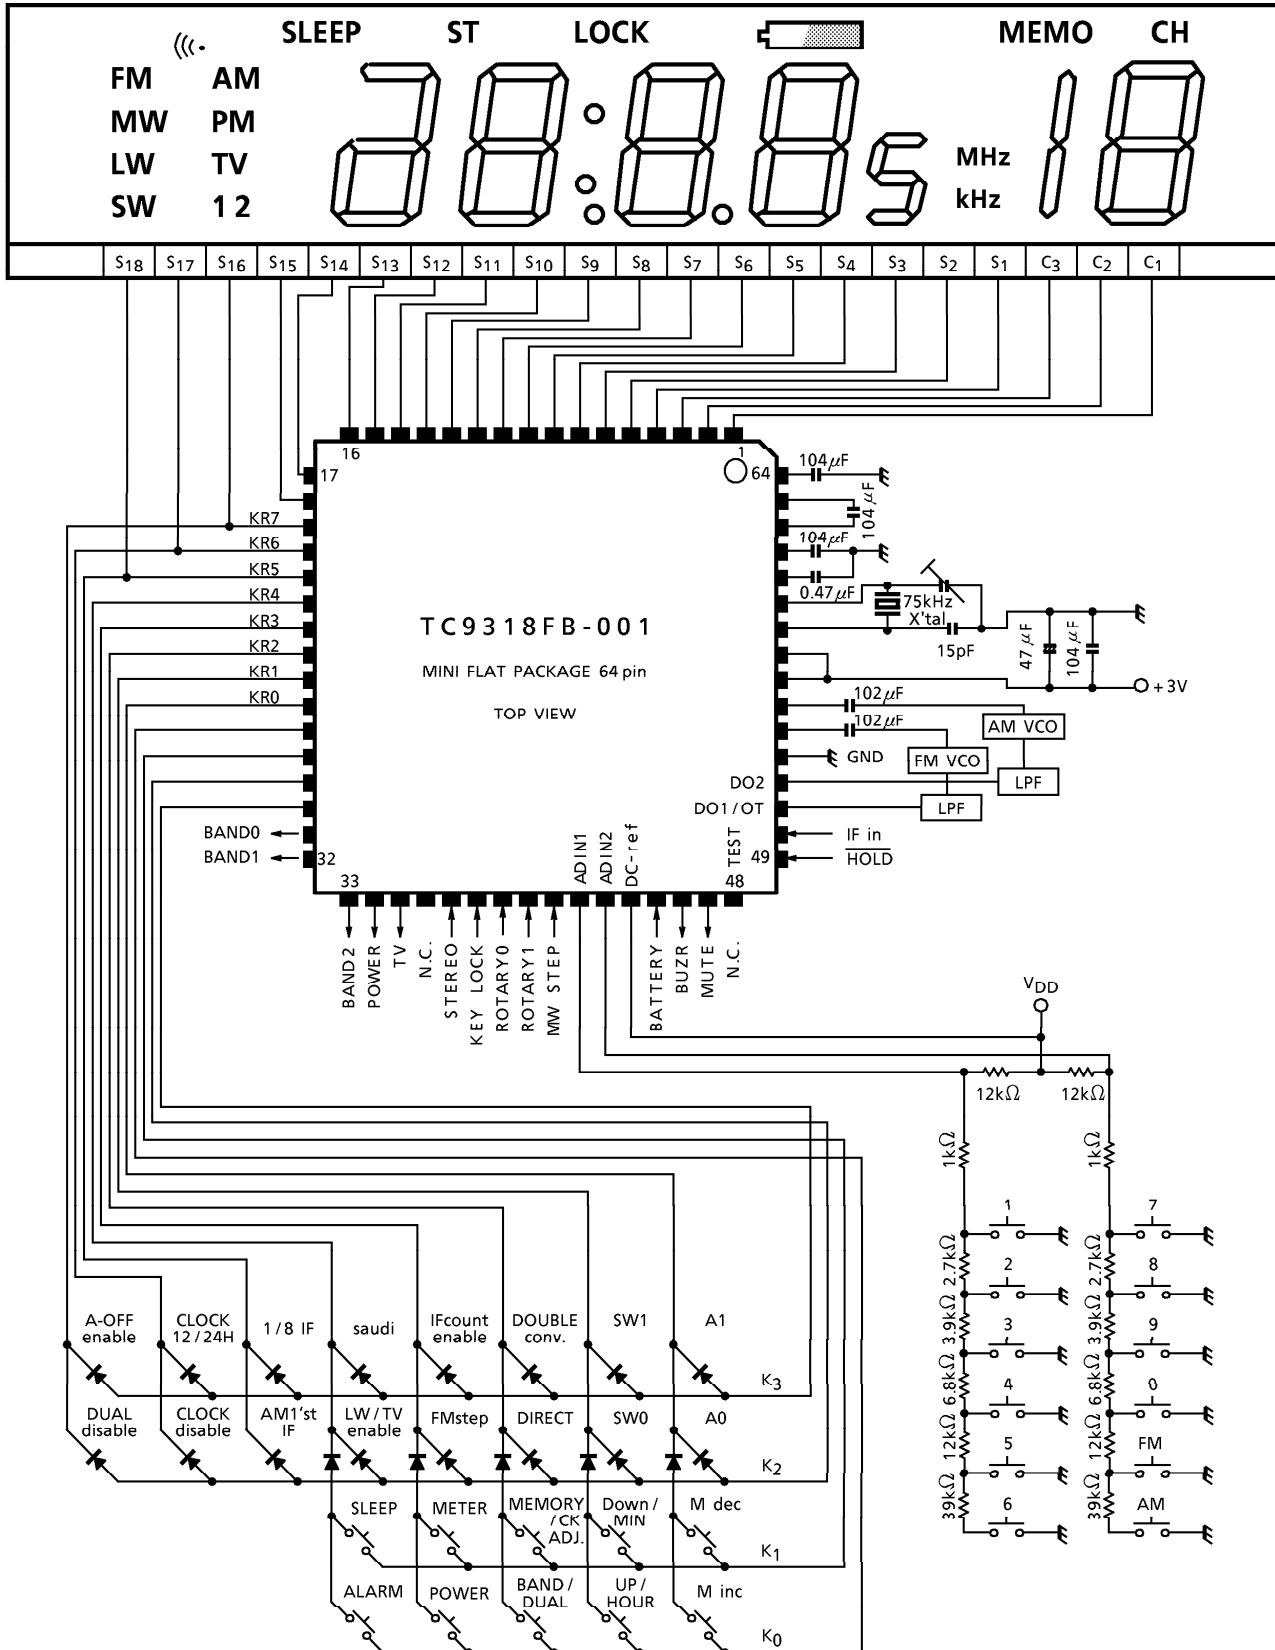 SLEEP ST LOCK MEMO CH
FM AM
MW PM
LW TV MHz
SW 12 kHz
S18 S17 S16 S15 S14 S13 S12 S11 S10 S9 S8 S7 S6 S5 S4 S3 S2 S1 C3 C2 C1
16 1
17 64
104μF
104μF
104μF
0.47μF
KR7
KR6
KR5
KR4
KR3
KR2
KR1
KR0
TC9318FB-001
MINI FLAT PACKAGE 64pin
TOP VIEW
75kHz
X'tal
15pF
47μF
104μF
+3V
102μF
102μF
AM VCO
GND
FM VCO
DO2
LPF
DO1/OT
LPF
BAND0
BAND1
32
33
ADIN1
ADIN2
DC-ref
TEST
49
48
IF in
HOLD
BAND2
POWER
TV
N.C.
STEREO
KEY LOCK
ROTARY0
ROTARY1
MW STEP
BATTERY
BUZR
MUTE
N.C.
VDD
12kΩ 12kΩ
1kΩ 1kΩ
1 7
2.7kΩ 2.7kΩ
2 8
3.9kΩ 3.9kΩ
3 9
6.8kΩ 6.8kΩ
4 0
12kΩ 12kΩ
5 FM
39kΩ 39kΩ
6 AM
A-OFF
enable
CLOCK
12/24H
1/8 IF
saudi
IFcount
enable
DOUBLE
conv.
SW1
A1
K3
DUAL
disable
CLOCK
disable
AM1'st
IF
LW/TV
enable
FMstep
DIRECT
SW0
A0
K2
SLEEP
METER
MEMORY
/CK
ADJ.
Down/
MIN
M dec
K1
ALARM
POWER
BAND/
DUAL
UP/
HOUR
M inc
K0